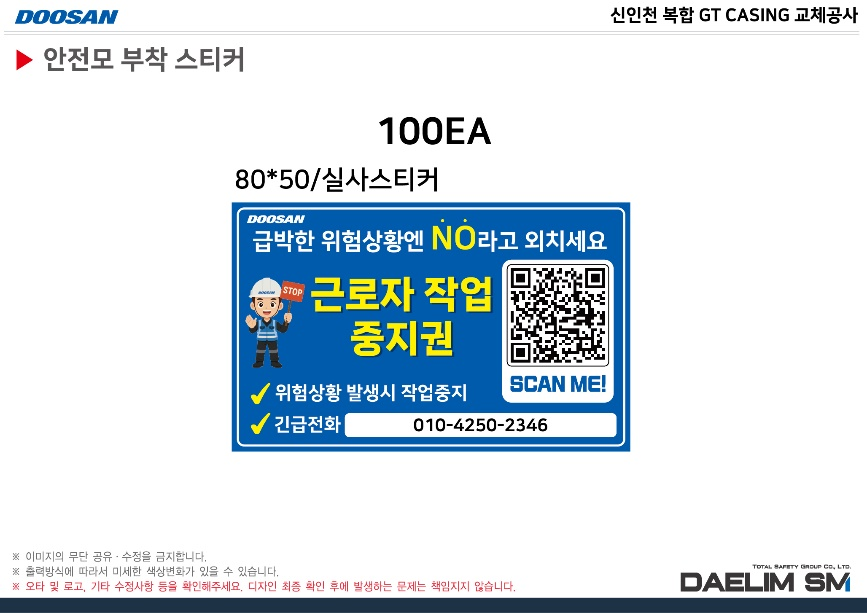 DOOSAN
신인천 복합 GT CASING 교체공사
▶ 안전모 부착 스티커
100EA
80*50/실사스티커
DOOSAN
급박한 위험상황엔 NO라고 외치세요
DOOSAN
STOP
근로자 작업
중지권
SCAN ME!
✓ 위험상황 발생시 작업중지
✓ 긴급전화 010-4250-2346
※ 이미지의 무단 공유 · 수정을 금지합니다.
※ 출력방식에 따라서 미세한 색상변화가 있을 수 있습니다.
※ 오타 및 로고, 기타 수정사항 등을 확인해주세요. 디자인 최종 확인 후에 발생하는 문제는 책임지지 않습니다.
TOTAL SAFETY GROUP CO., LTD.
DAELIM SM